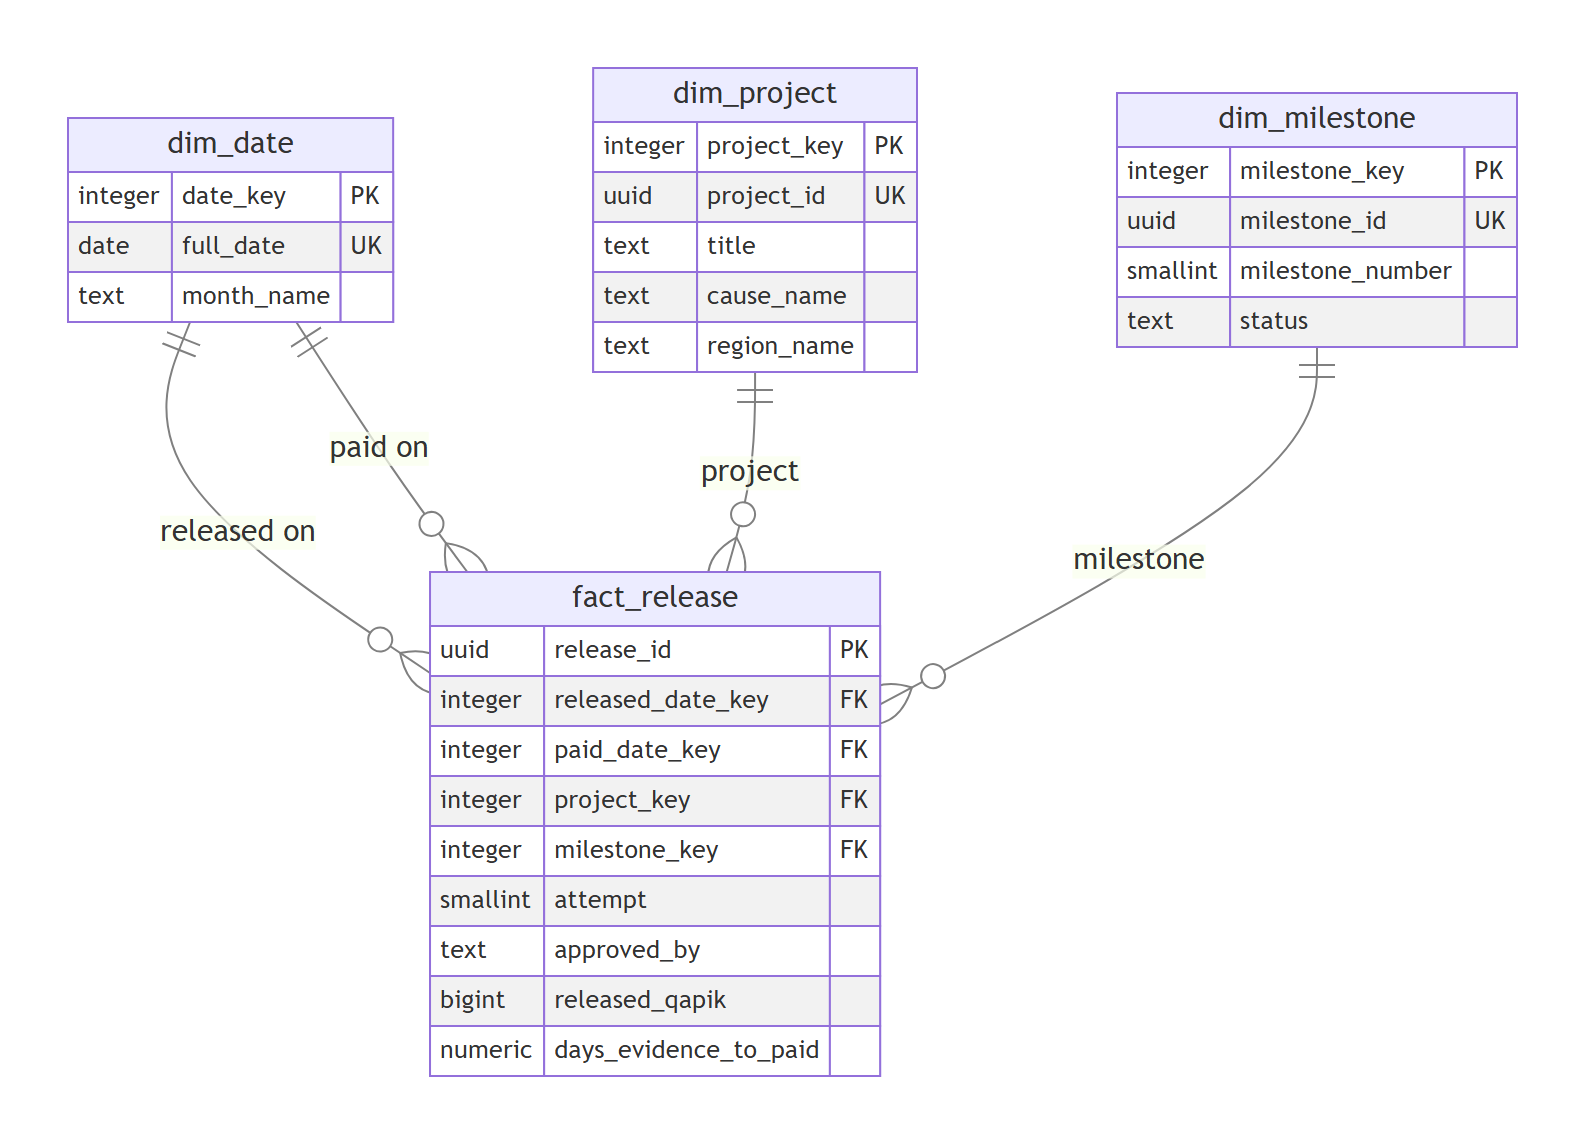 dim_date
integer date_key PK
date full_date UK
text month_name
dim_project
integer project_key PK
uuid project_id UK
text title
text cause_name
text region_name
dim_milestone
integer milestone_key PK
uuid milestone_id UK
smallint milestone_number
text status
paid on
project
released on
milestone
fact_release
uuid release_id PK
integer released_date_key FK
integer paid_date_key FK
integer project_key FK
integer milestone_key FK
smallint attempt
text approved_by
bigint released_qapik
numeric days_evidence_to_paid